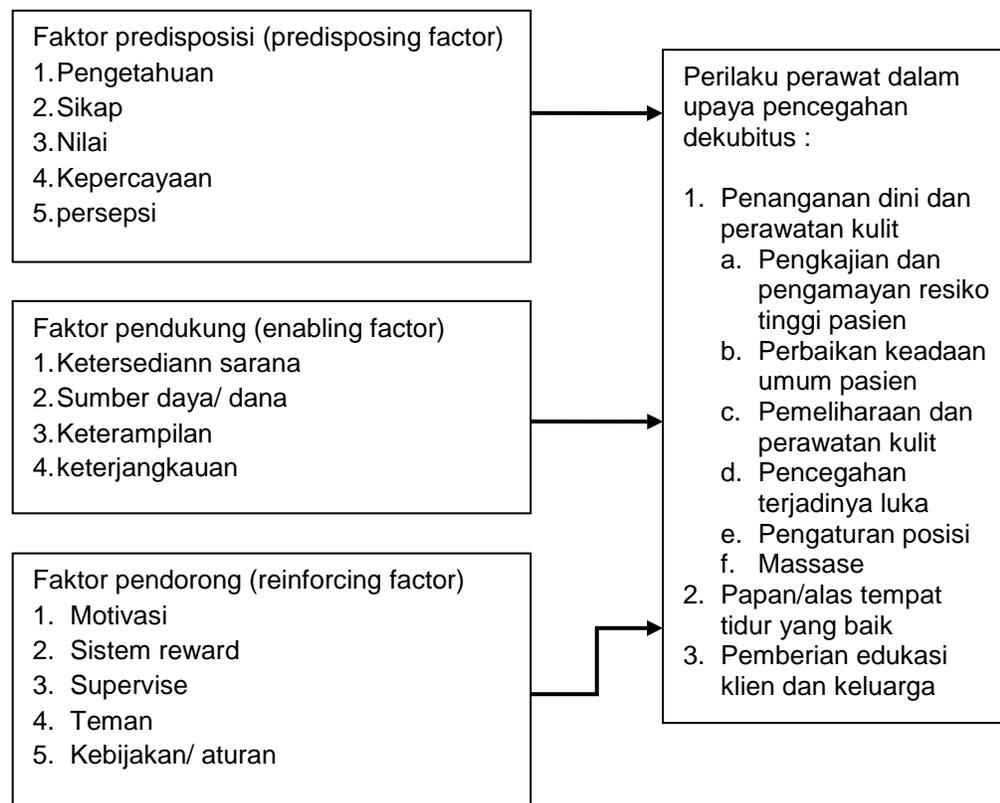 Faktor predisposisi (predisposing factor)
1.Pengetahuan
2.Sikap
3.Nilai
4.Kepercayaan
5.persepsi
Faktor pendukung (enabling factor)
1.Ketersediann sarana
2.Sumber daya/ dana
3.Keterampilan
4.keterjangkauan
Faktor pendorong (reinforcing factor)
1. Motivasi
2. Sistem reward
3. Supervise
4. Teman
5. Kebijakan/ aturan
Perilaku perawat dalam
upaya pencegahan
dekubitus :
1. Penanganan dini dan
perawatan kulit
a. Pengkajian dan
pengamayan resiko
tinggi pasien
b. Perbaikan keadaan
umum pasien
c. Pemeliharaan dan
perawatan kulit
d. Pencegahan
terjadinya luka
e. Pengaturan posisi
f. Massase
2. Papan/alas tempat
tidur yang baik
3. Pemberian edukasi
klien dan keluarga